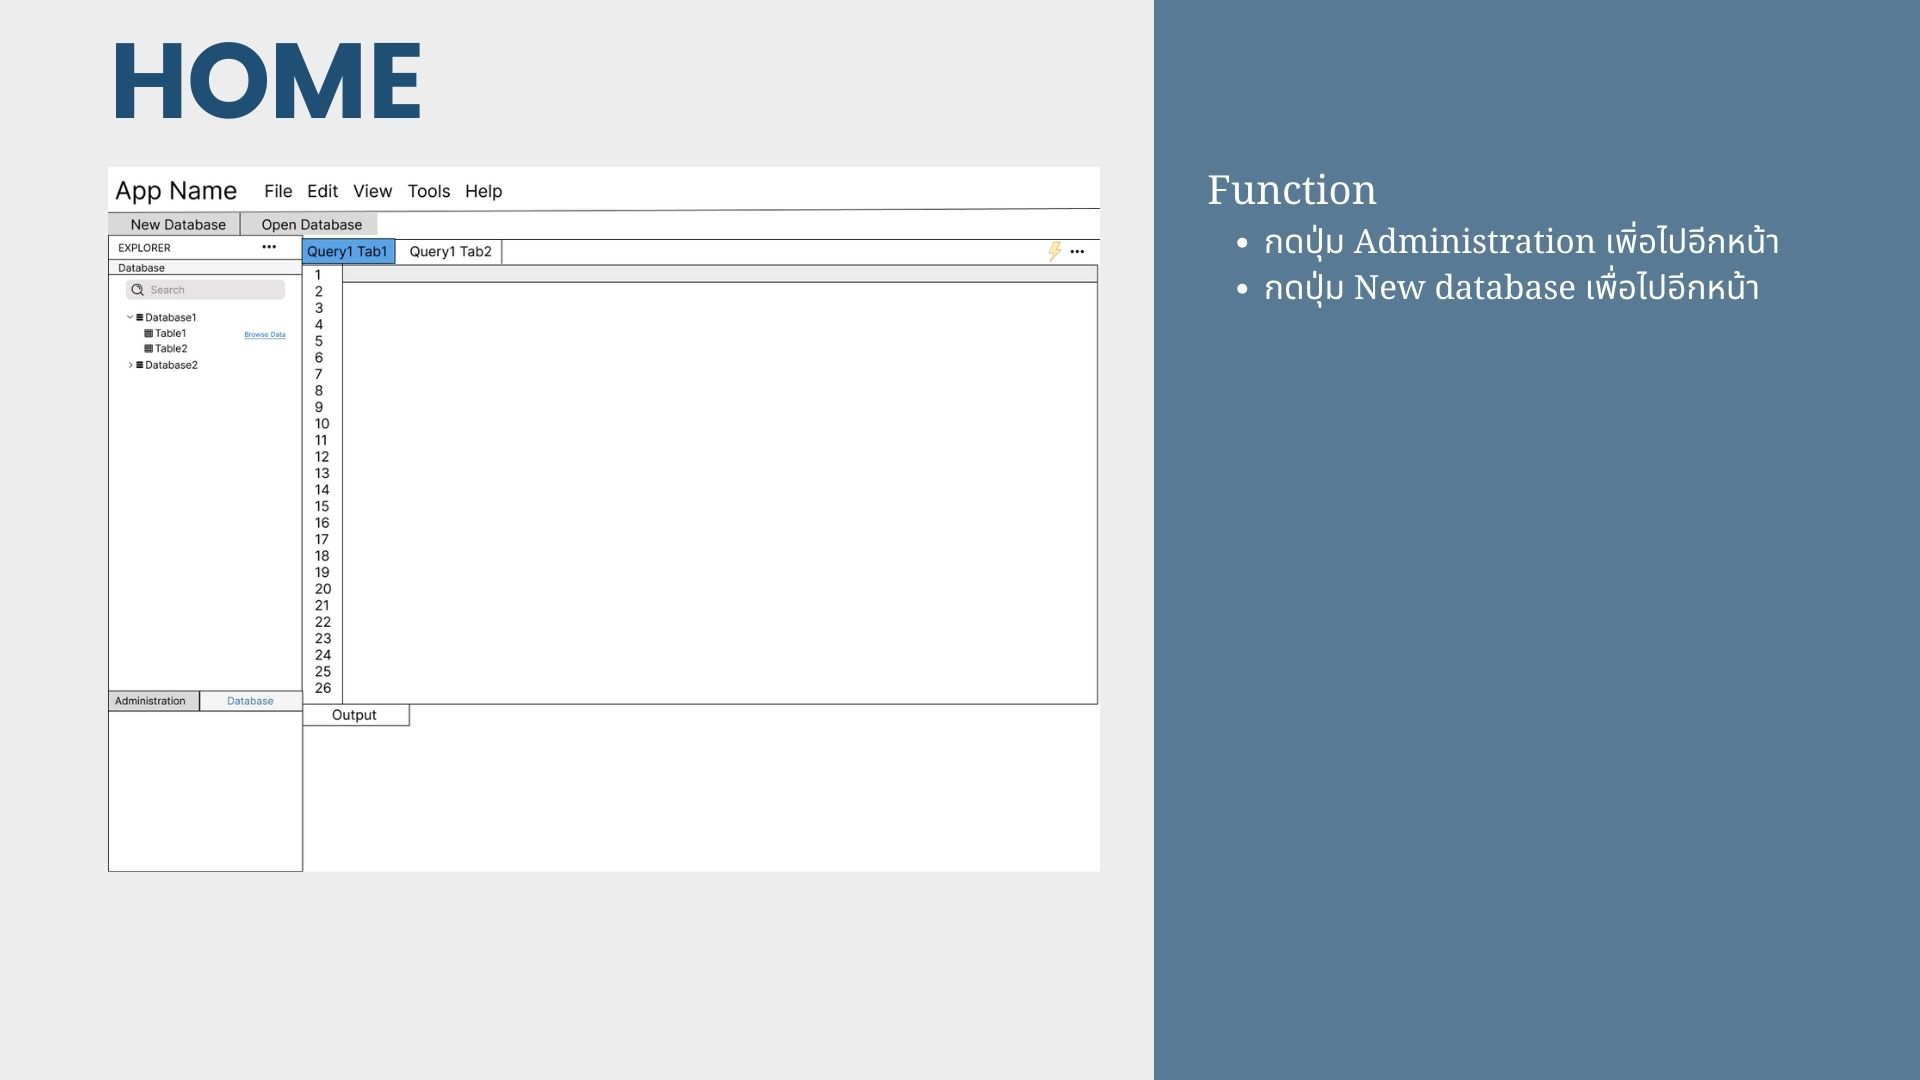 HOME
App Name File Edit View Tools Help
New Database Open Database
EXPLORER •••
Query1 Tab1 Query1 Tab2 •••
Database
Search
Database1
Table1 Browse Data
Table2
Database2
1
2
3
4
5
6
7
8
9
10
11
12
13
14
15
16
17
18
19
20
21
22
23
24
25
26
Administration Database
Output
Function
• กดปุ่ม Administration เพิ่อไปอีกหน้า
• กดปุ่ม New database เพื่อไปอีกหน้า